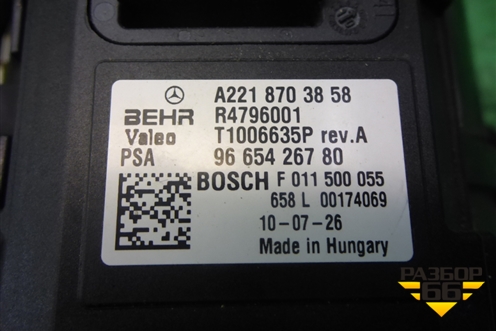 A221 870 38 58
BEHR R4796001
Valeo T1006635P rev.A
PSA 96 654 267 80
BOSCH F 011 500 055
658 L 00174069
10-07-26
Made in Hungary
РАЗБОР
66